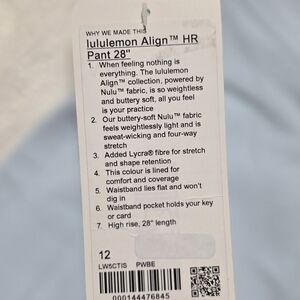 WHY WE MADE THIS
lululemon Align™ HR
Pant 28"
1. When feeling nothing is
everything. The lululemon
Align™ collection, powered by
Nulu™ fabric, is so weightless
and buttery soft, all you feel
is your practice
2. Our buttery-soft Nulu™ fabric
feels weightlessly light and is
sweat-wicking and four-way
stretch
3. Added Lycra® fibre for stretch
and shape retention
4. This colour is lined for
comfort and coverage
5. Waistband lies flat and won't
dig in
6. Waistband pocket holds your key
or card
7. High rise, 28" length
12
LW5CTIS PWBE
000144476845